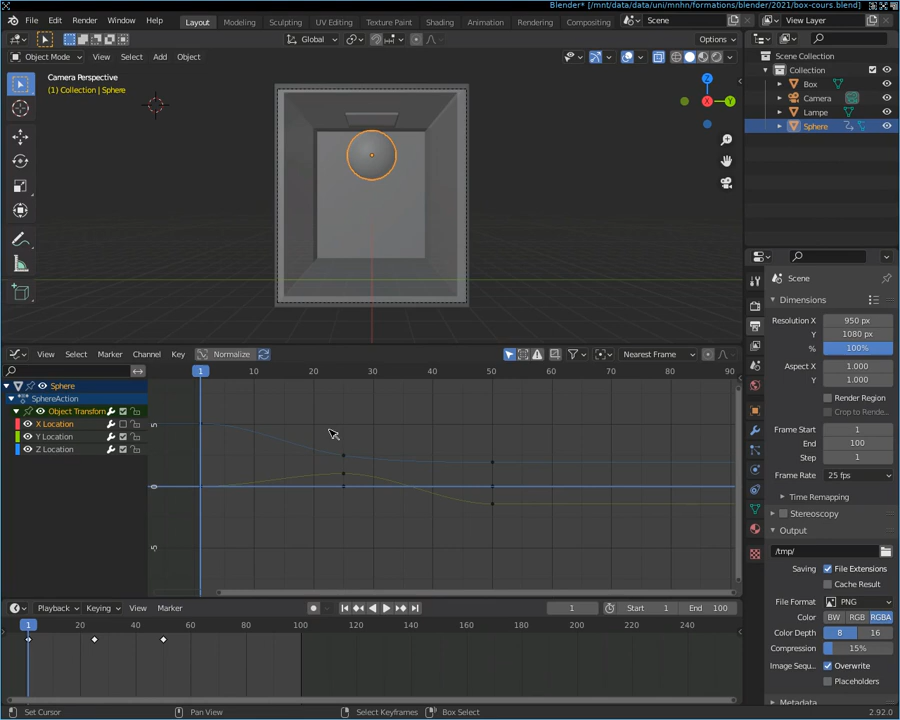 Blender* [/mnt/data/data/uni/mnhn/formations/blender/2021/box-cours.blend]
File Edit Render Window Help Layout Modeling Sculpting UV Editing Texture Paint Shading Animation Rendering Compositing Scene View Layer
Global Options
Object Mode View Select Add Object
Camera Perspective
(1) Collection | Sphere
Z
X
Y
Scene Collection
Collection
Box
Camera
Lampe
Sphere
Scene
Dimensions
Resolution X 950 px
Y 1080 px
% 100%
Aspect X 1.000
Y 1.000
Render Region
Crop to Rende...
Frame Start 1
End 100
Step 1
Frame Rate 25 fps
Time Remapping
Stereoscopy
Output
/tmp/
Saving File Extensions
Cache Result
File Format PNG
Color BW RGB RGBA
Color Depth 8 16
Compression 15%
Image Sequ... Overwrite
Placeholders
Metadata
View Select Marker Channel Key Normalize Nearest Frame
1 10 20 30 40 50 60 70 80 90
Sphere
SphereAction
Object Transform
X Location
Y Location
Z Location
5
0
-5
Playback Keying View Marker 1 Start 1 End 100
1 20 40 60 80 100 120 140 160 180 200 220 240
Set Cursor Pan View Select Keyframes Box Select 2.92.0